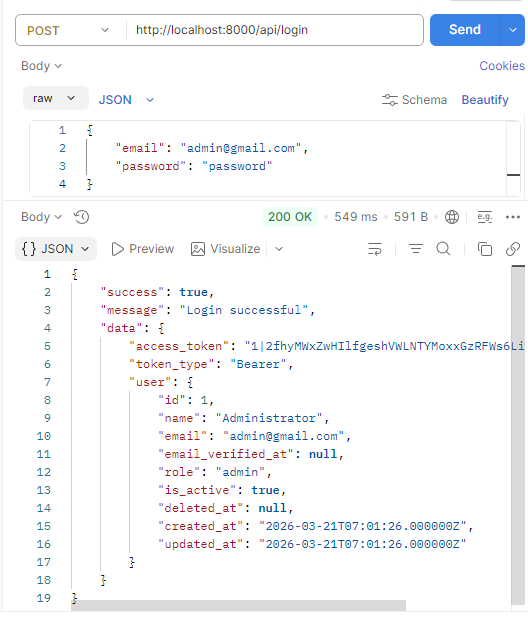 POST http://localhost:8000/api/login Send
Body Cookies
raw JSON Schema Beautify
1 {
2 "email": "admin@gmail.com",
3 "password": "password"
4 }
Body 200 OK • 549 ms • 591 B • e.g.
{} JSON Preview Visualize
1 {
2 "success": true,
3 "message": "Login successful",
4 "data": {
5 "access_token": "1|2fhyMWxZwHIlfgeshVWLNTYMoxxGzRFWs6Li
6 "token_type": "Bearer",
7 "user": {
8 "id": 1,
9 "name": "Administrator",
10 "email": "admin@gmail.com",
11 "email_verified_at": null,
12 "role": "admin",
13 "is_active": true,
14 "deleted_at": null,
15 "created_at": "2026-03-21T07:01:26.000000Z",
16 "updated_at": "2026-03-21T07:01:26.000000Z"
17 }
18 }
19 }